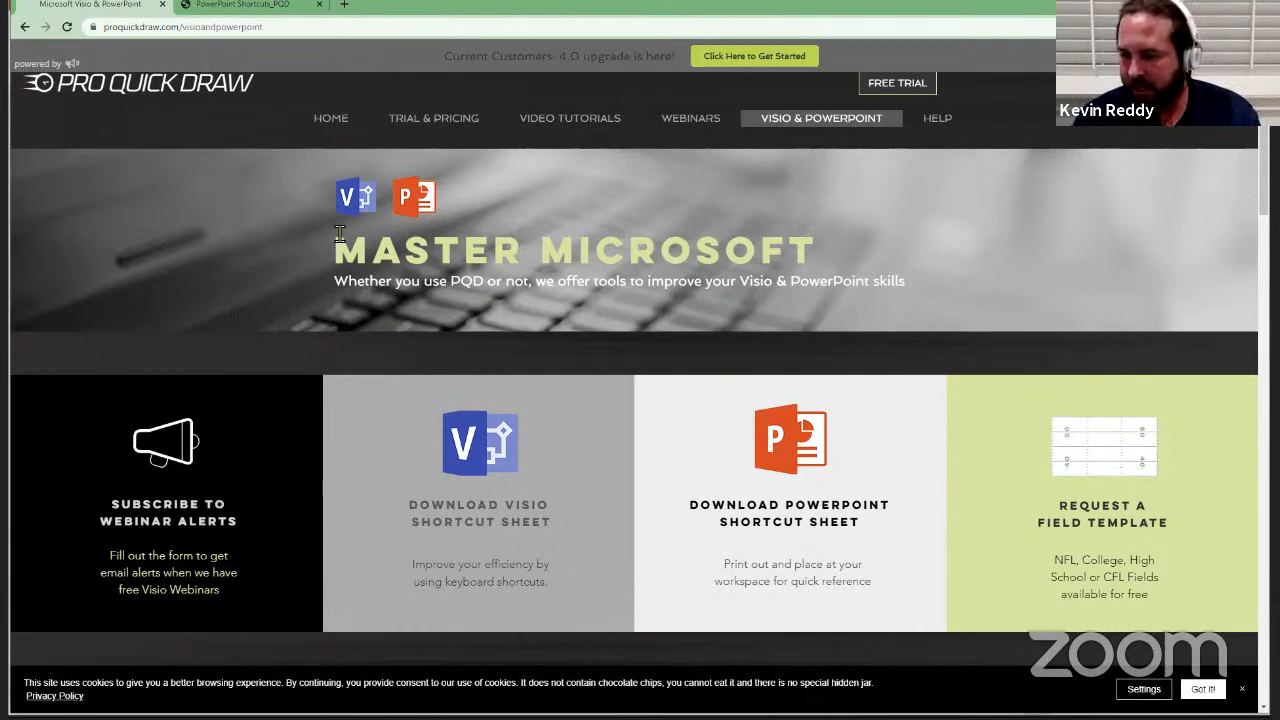 Microsoft Visio & PowerPoint
PowerPoint Shortcuts_PQD
proquickdraw.com/visioandpowerpoint
Current Customers: 4.0 upgrade is here!
Click Here to Get Started
powered by
PRO QUICK DRAW
FREE TRIAL
Kevin Reddy
HOME
TRIAL & PRICING
VIDEO TUTORIALS
WEBINARS
VISIO & POWERPOINT
HELP
V
P
MASTER MICROSOFT
Whether you use PQD or not, we offer tools to improve your Visio & PowerPoint skills
V
P
SUBSCRIBE TO
WEBINAR ALERTS
Fill out the form to get
email alerts when we have
free Visio Webinars
DOWNLOAD VISIO
SHORTCUT SHEET
Improve your efficiency by
using keyboard shortcuts.
DOWNLOAD POWERPOINT
SHORTCUT SHEET
Print out and place at your
workspace for quick reference
REQUEST A
FIELD TEMPLATE
NFL, College, High
School or CFL Fields
available for free
zoom
This site uses cookies to give you a better browsing experience. By continuing, you provide consent to our use of cookies. It does not contain chocolate chips, you cannot eat it and there is no special hidden jar.
Privacy Policy
Settings
Got it!